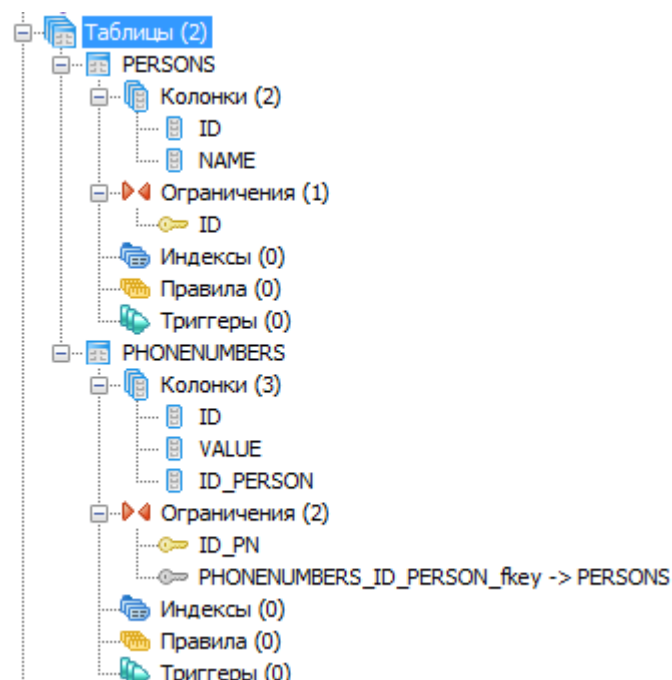 Таблицы (2)
PERSONS
Колонки (2)
ID
NAME
Ограничения (1)
ID
Индексы (0)
Правила (0)
Триггеры (0)
PHONENUMBERS
Колонки (3)
ID
VALUE
ID_PERSON
Ограничения (2)
ID_PN
PHONENUMBERS_ID_PERSON_fkey -> PERSONS
Индексы (0)
Правила (0)
Триггеры (0)